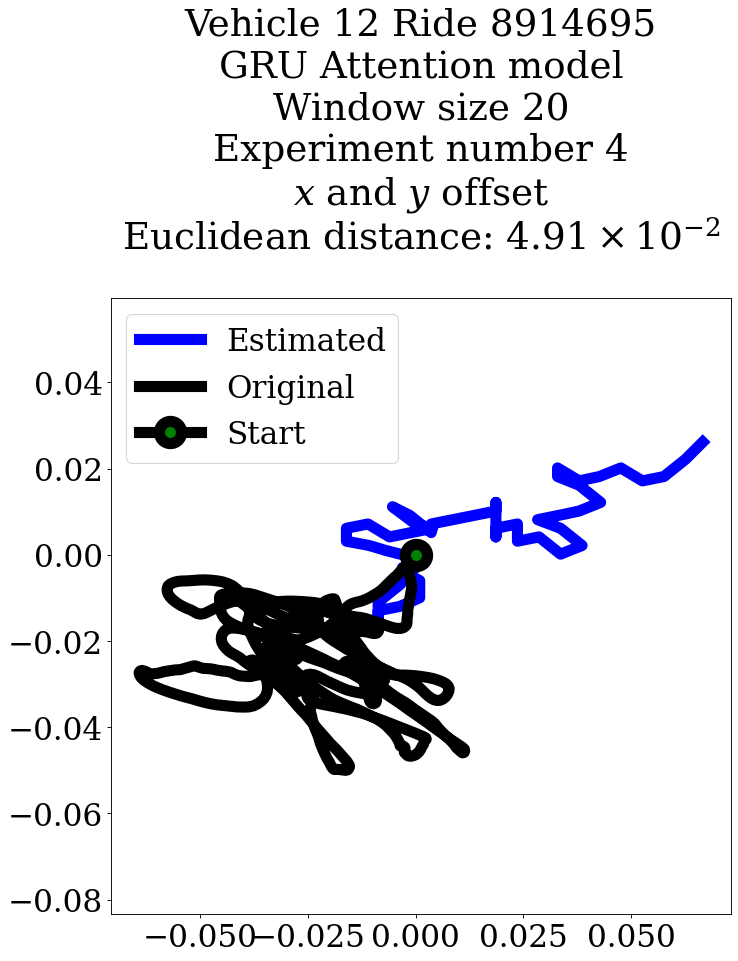 Vehicle 12 Ride 8914695
GRU Attention model
Window size 20
Experiment number 4
x and y offset
Euclidean distance: 4.91 × 10⁻²
Estimated
Original
Start
0.04
0.02
0.00
−0.02
−0.04
−0.06
−0.08
−0.050 −0.025 0.000 0.025 0.050